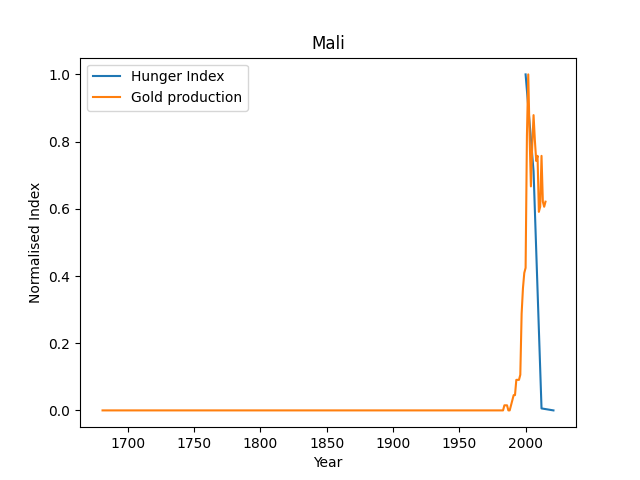 Mali
Hunger Index
Gold production
1.0
0.8
0.6
0.4
0.2
0.0
Normalised Index
1700 1750 1800 1850 1900 1950 2000
Year